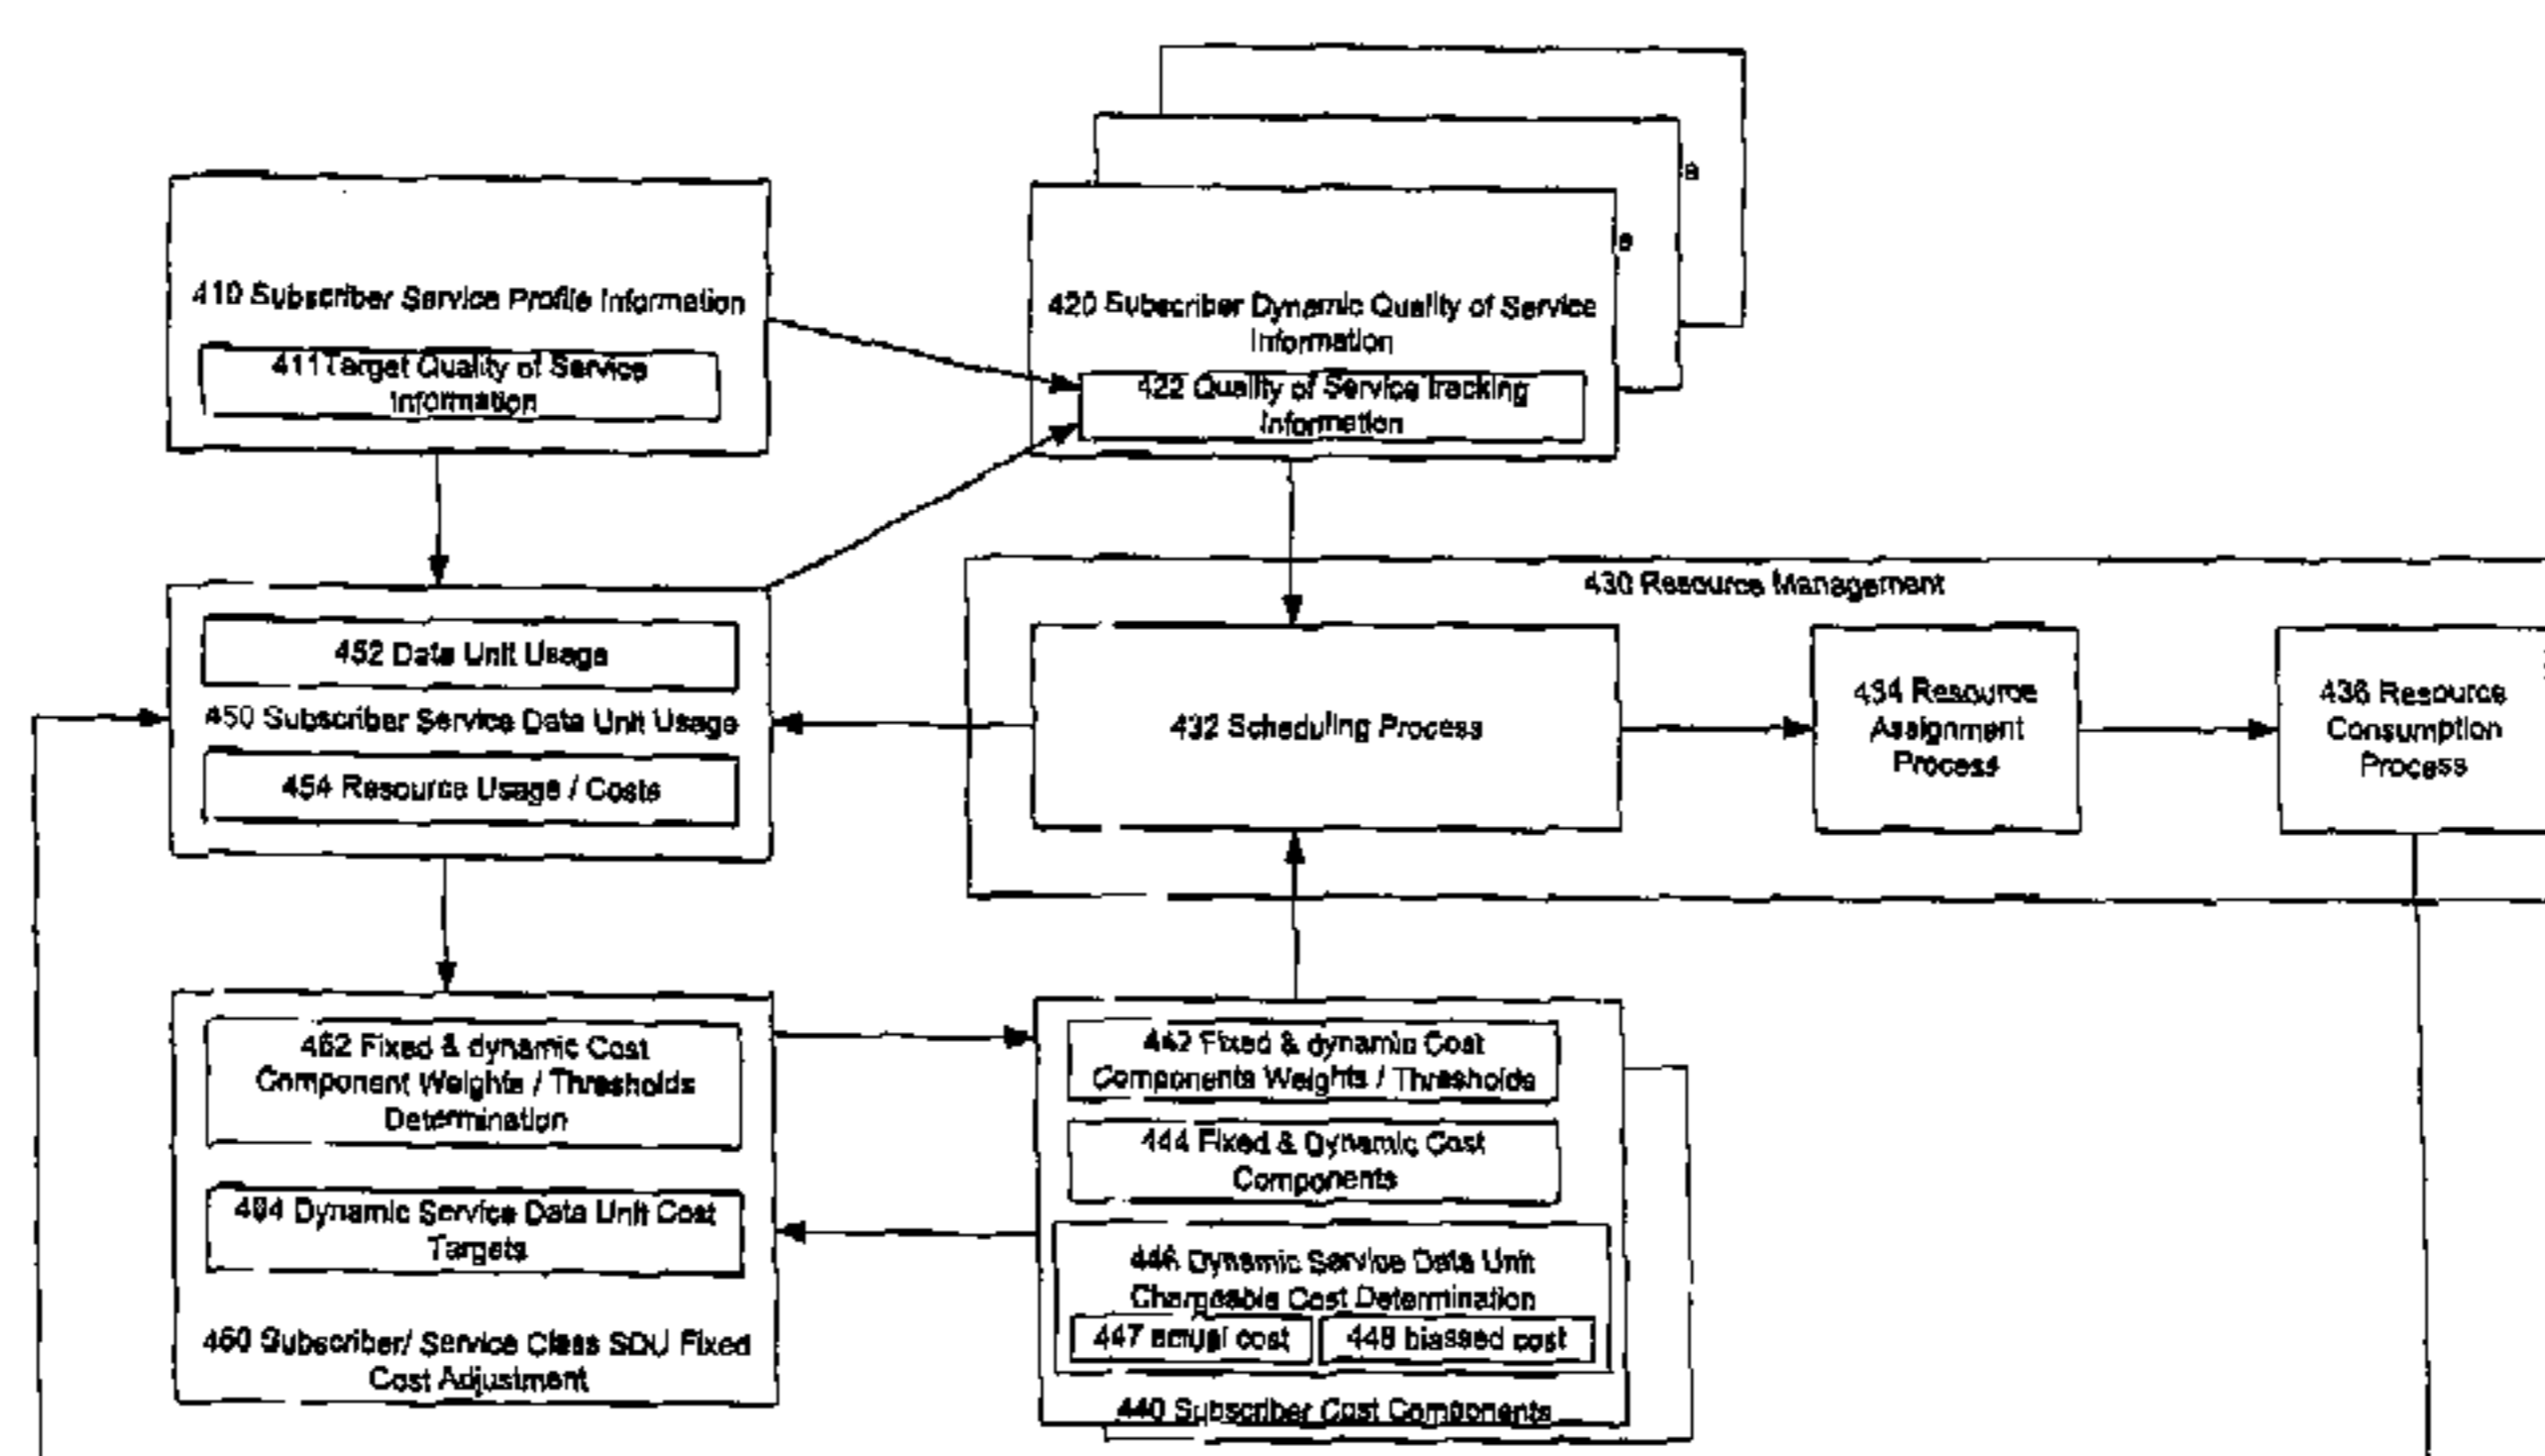 410 Subscriber Service Profile Information
411 Target Quality of Service
Information
e
e
420 Subscriber Dynamic Quality of Service
Information
422 Quality of Service tracking
Information
430 Resource Management
452 Data Unit Usage
450 Subscriber Service Data Unit Usage
454 Resource Usage / Costs
432 Scheduling Process
434 Resource
Assignment
Process
436 Resource
Consumption
Process
462 Fixed & dynamic Cost
Component Weights / Thresholds
Determination
464 Dynamic Service Data Unit Cost
Targets
460 Subscriber/ Service Class SDU Fixed
Cost Adjustment
442 Fixed & dynamic Cost
Components Weights / Thresholds
444 Fixed & Dynamic Cost
Components
446 Dynamic Service Data Unit
Chargeable Cost Determination
447 actual cost
448 biassed cost
440 Subscriber Cost Components